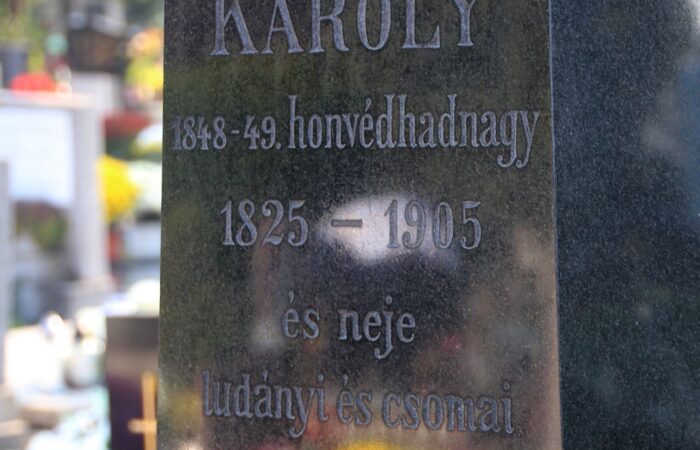 KÁROLY
1848-49. honvédhadnagy
1825 – 1905
és neje
ludányi és csomai